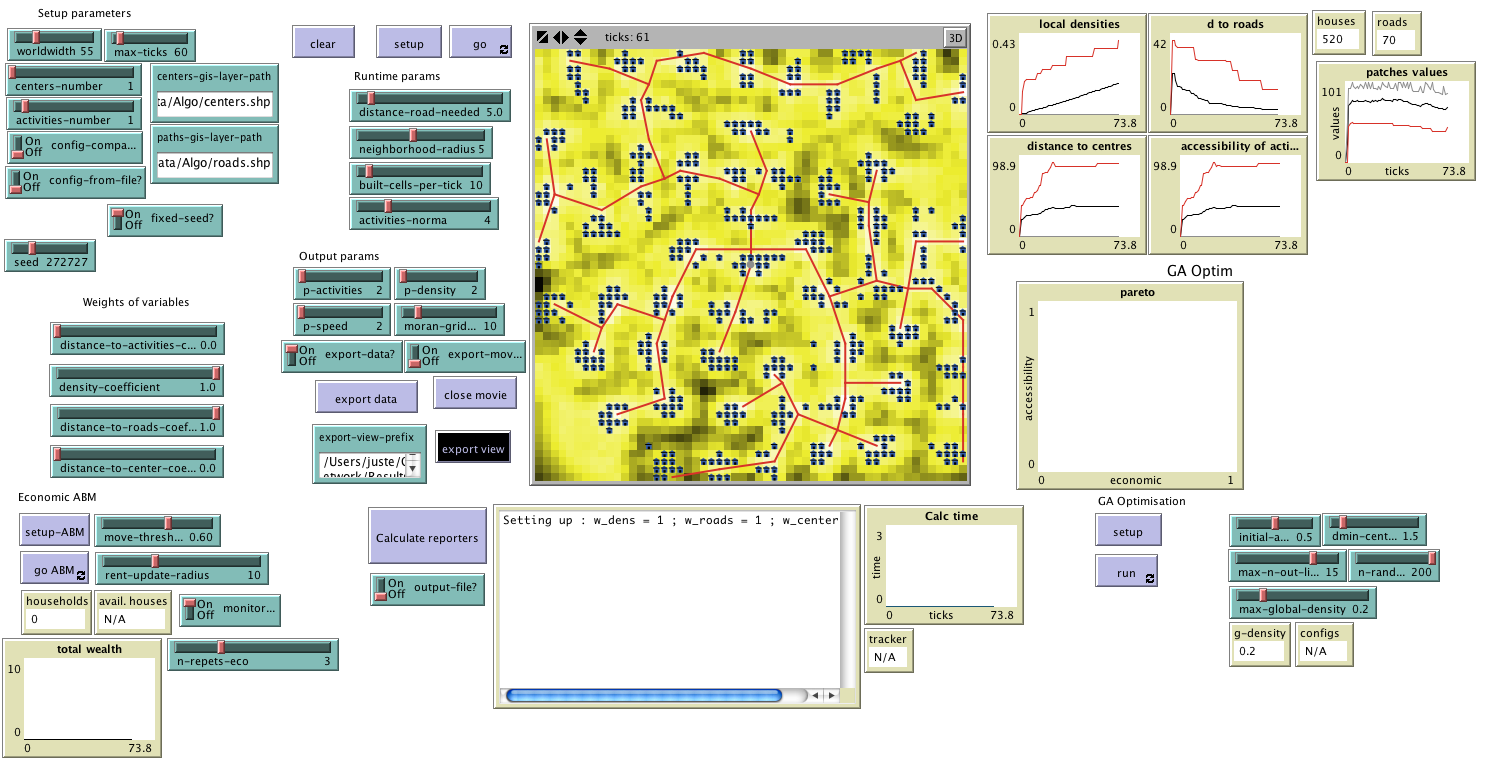 Setup parameters
worldwidth 55
max-ticks 60
centers-number 1
activities-number 1
On
Off
config-compa...
On
Off
config-from-file?
centers-gis-layer-path
ta/Algo/centers.shp
paths-gis-layer-path
ata/Algo/roads.shp
On
Off
fixed-seed?
seed 272727
Weights of variables
distance-to-activities-c... 0.0
density-coefficient 1.0
distance-to-roads-coef... 1.0
distance-to-center-coe... 0.0
clear
setup
go
Runtime params
distance-road-needed 5.0
neighborhood-radius 5
built-cells-per-tick 10
activities-norma 4
Output params
p-activities 2
p-density 2
p-speed 2
moran-grid... 10
On
Off
export-data?
On
Off
export-mov...
export data
close movie
export-view-prefix
/Users/juste/
export view
ticks: 61
3D
local densities
0.43
0
0
73.8
d to roads
42
0
0
73.8
distance to centres
98.9
0
0
73.8
accessibility of acti...
98.9
0
0
73.8
houses
520
roads
70
patches values
101
values
0
0
ticks
73.8
GA Optim
pareto
1
accessibility
0
0
economic
1
Economic ABM
setup-ABM
move-thresh... 0.60
go ABM
rent-update-radius 10
households
0
avail. houses
N/A
On
Off
monitor...
total wealth
10
0
0
73.8
n-repets-eco 3
Calculate reporters
On
Off
output-file?
Setting up : w_dens = 1 ; w_roads = 1 ; w_center
Calc time
3
time
0
0
ticks
73.8
tracker
N/A
GA Optimisation
setup
run
initial-a... 0.5
dmin-cent... 1.5
max-n-out-li... 15
n-rand... 200
max-global-density 0.2
g-density
0.2
configs
N/A